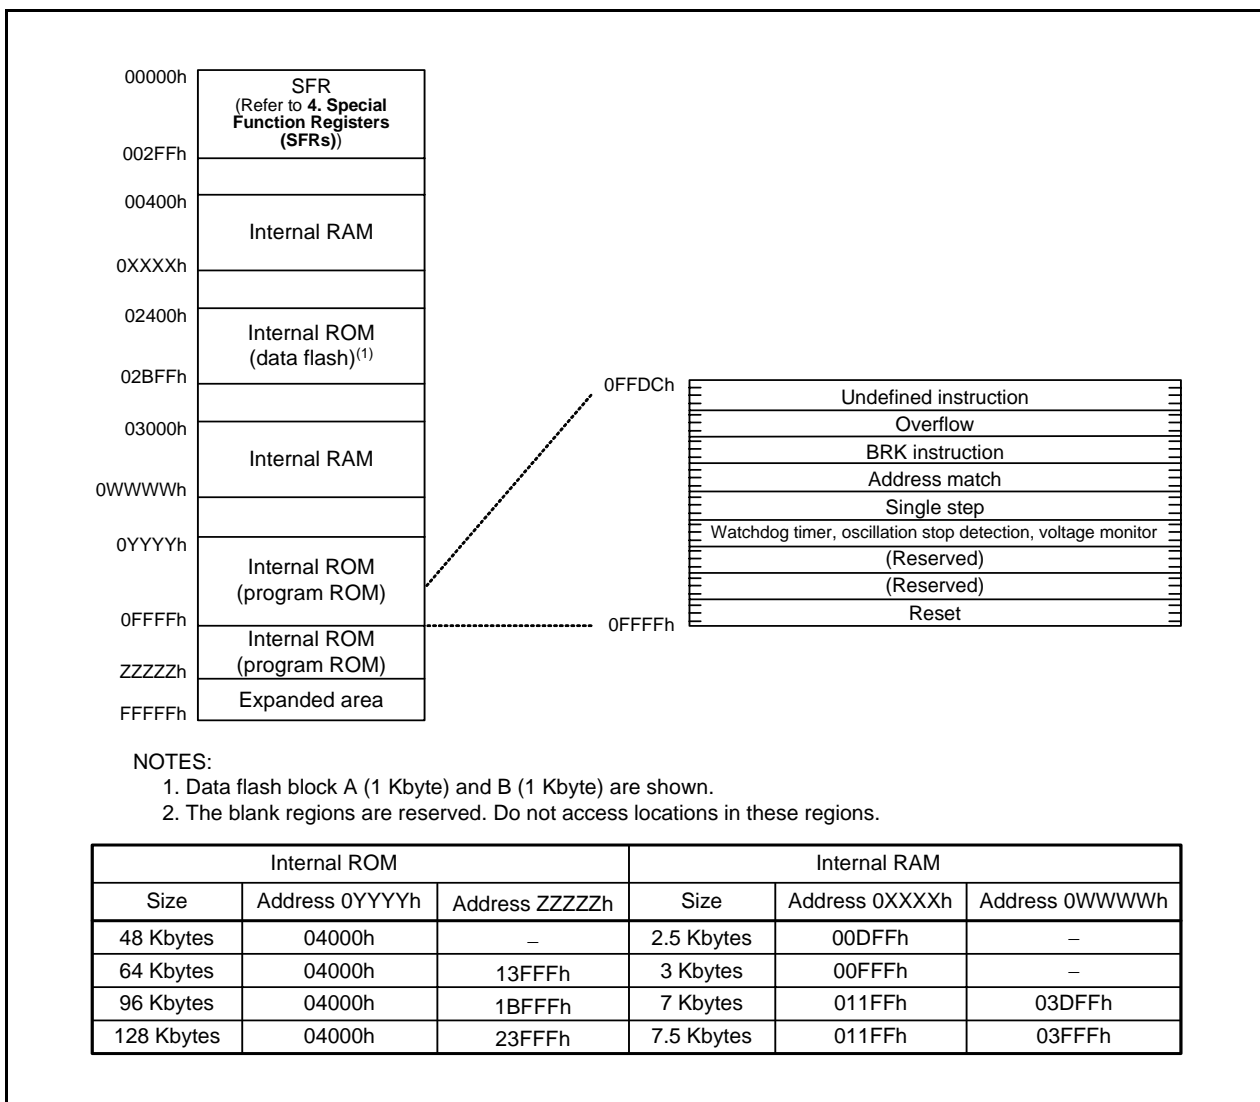 00000h
SFR
(Refer to 4. Special
Function Registers
(SFRs))
002FFh
00400h
Internal RAM
0XXXXh
02400h
Internal ROM
(data flash)(1)
02BFFh
03000h
Internal RAM
0WWWWh
0YYYYh
Internal ROM
(program ROM)
0FFFFh
Internal ROM
(program ROM)
ZZZZZh
Expanded area
FFFFFh
0FFDCh
Undefined instruction
Overflow
BRK instruction
Address match
Single step
Watchdog timer, oscillation stop detection, voltage monitor
(Reserved)
(Reserved)
Reset
0FFFFh
NOTES:
1. Data flash block A (1 Kbyte) and B (1 Kbyte) are shown.
2. The blank regions are reserved. Do not access locations in these regions.
Internal ROM Internal RAM
Size Address 0YYYYh Address ZZZZZh Size Address 0XXXXh Address 0WWWWh
48 Kbytes 04000h – 2.5 Kbytes 00DFFh –
64 Kbytes 04000h 13FFFh 3 Kbytes 00FFFh –
96 Kbytes 04000h 1BFFFh 7 Kbytes 011FFh 03DFFh
128 Kbytes 04000h 23FFFh 7.5 Kbytes 011FFh 03FFFh